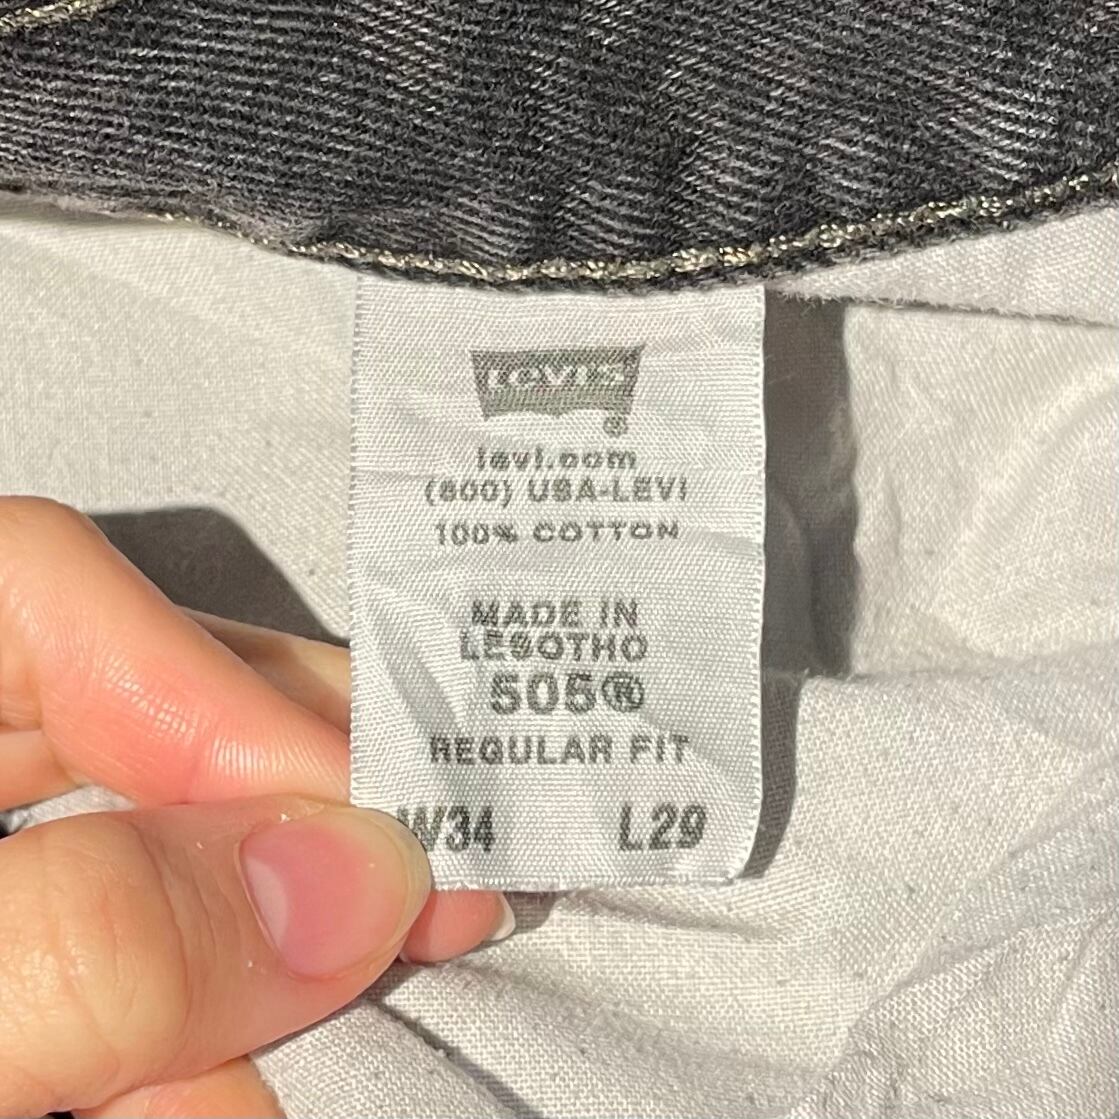 Levi's
®
levi.com
(800) USA-LEVI
100% COTTON
MADE IN
LESOTHO
505®
REGULAR FIT
W34 L29